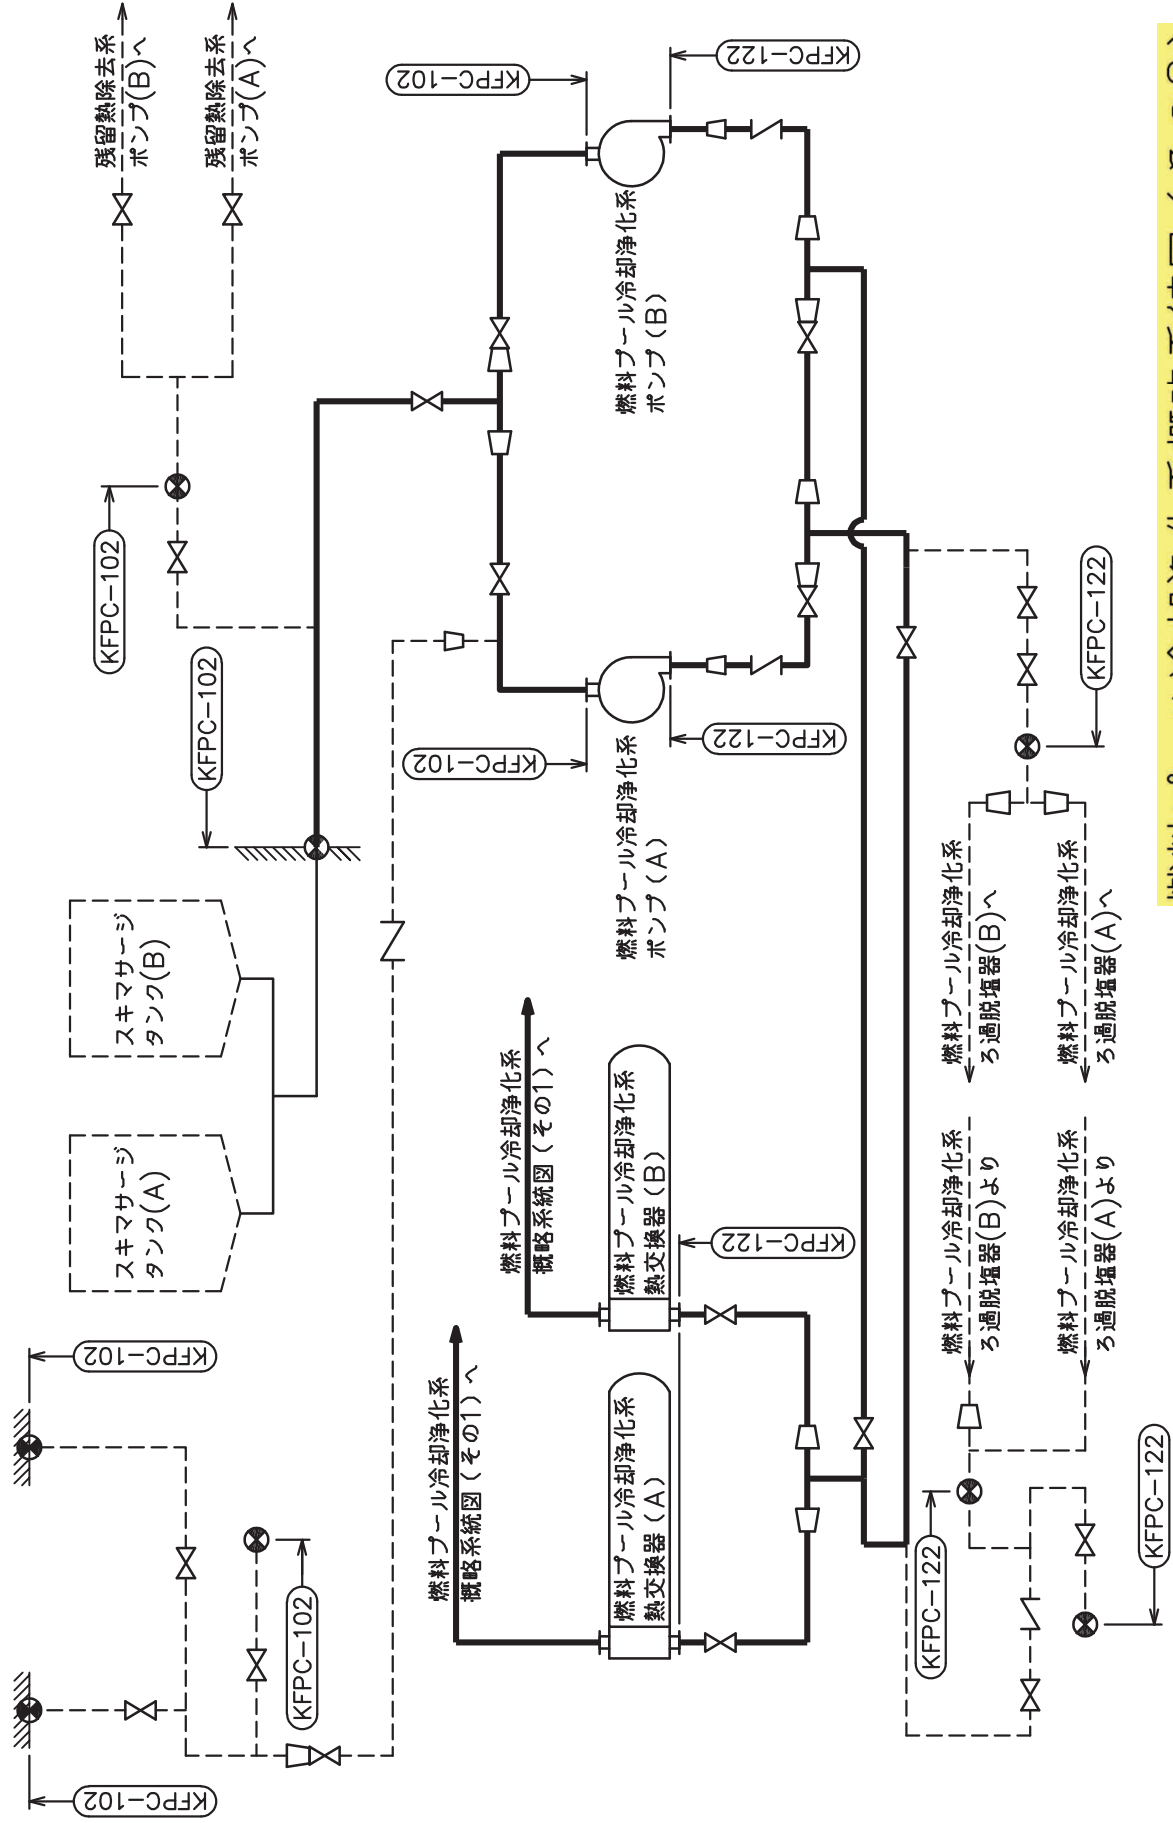 残留熱除去系
ポンプ(B)へ
残留熱除去系
ポンプ(A)へ
KFPC-102
KFPC-122
KFPC-102
KFPC-102
燃料プール冷却浄化系
ポンプ(B)
KFPC-122
スキマサージ
タンク(B)
KFPC-102
燃料プール冷却浄化系
ポンプ(A)
KFPC-122
燃料プール冷却浄化系
ろ過脱塩器(B)へ
燃料プール冷却浄化系
ろ過脱塩器(A)へ
スキマサージ
タンク(A)
燃料プール冷却浄化系
概略系統図(その1)へ
燃料プール冷却浄化系
熱交換器(B)
KFPC-122
燃料プール冷却浄化系
ろ過脱塩器(B)より
燃料プール冷却浄化系
ろ過脱塩器(A)より
KFPC-102
燃料プール冷却浄化系
概略系統図(その1)へ
燃料プール冷却浄化系
熱交換器(A)
KFPC-102
KFPC-122
KFPC-122
KFPC-102